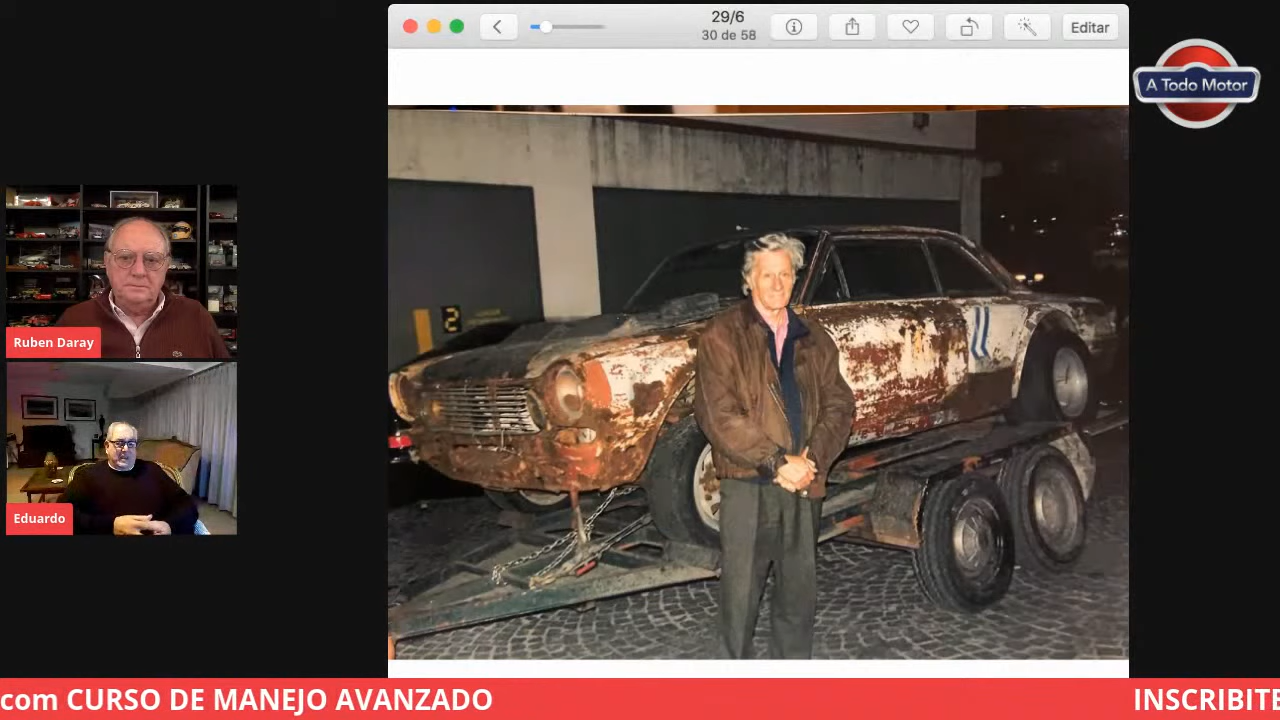 29/6
30 de 58
Editar
A Todo Motor
Ruben Daray
Eduardo
2
com CURSO DE MANEJO AVANZADO
INSCRIBITE